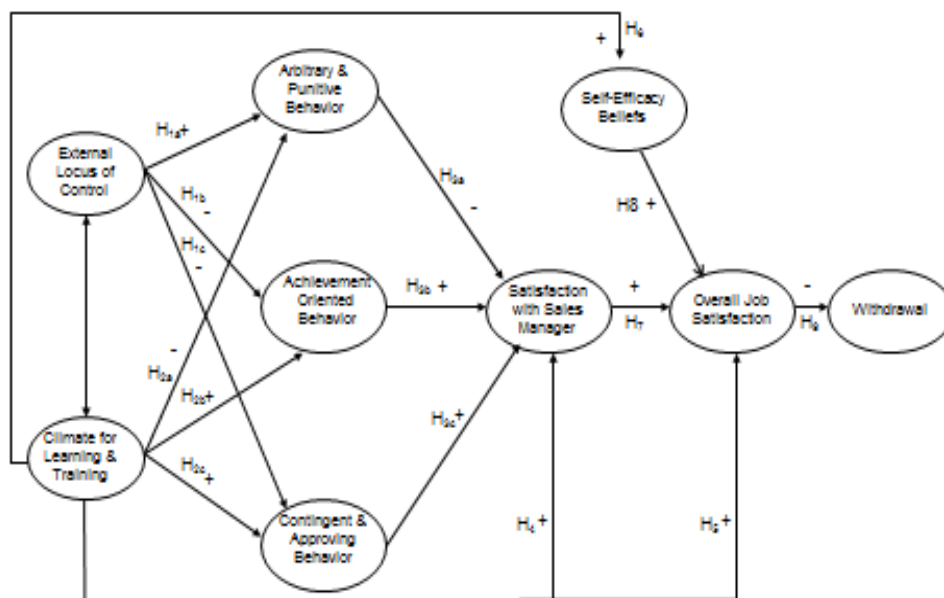 H₆
+
Arbitrary &
Punitive
Behavior
Self-Efficacy
Beliefs
H₁ₐ+
External
Locus of
Control
H₁b
-
H₃ₐ
-
H8 +
H₁c
-
Achievement
Oriented
Behavior
H₃b +
Satisfaction
with Sales
Manager
+
H₇
Overall Job
Satisfaction
-
H₉
Withdrawal
-
H₂ₐ
H₂b+
H₃c+
Climate for
Learning &
Training
H₂c
+
Contingent &
Approving
Behavior
H₄ +
H₅ +